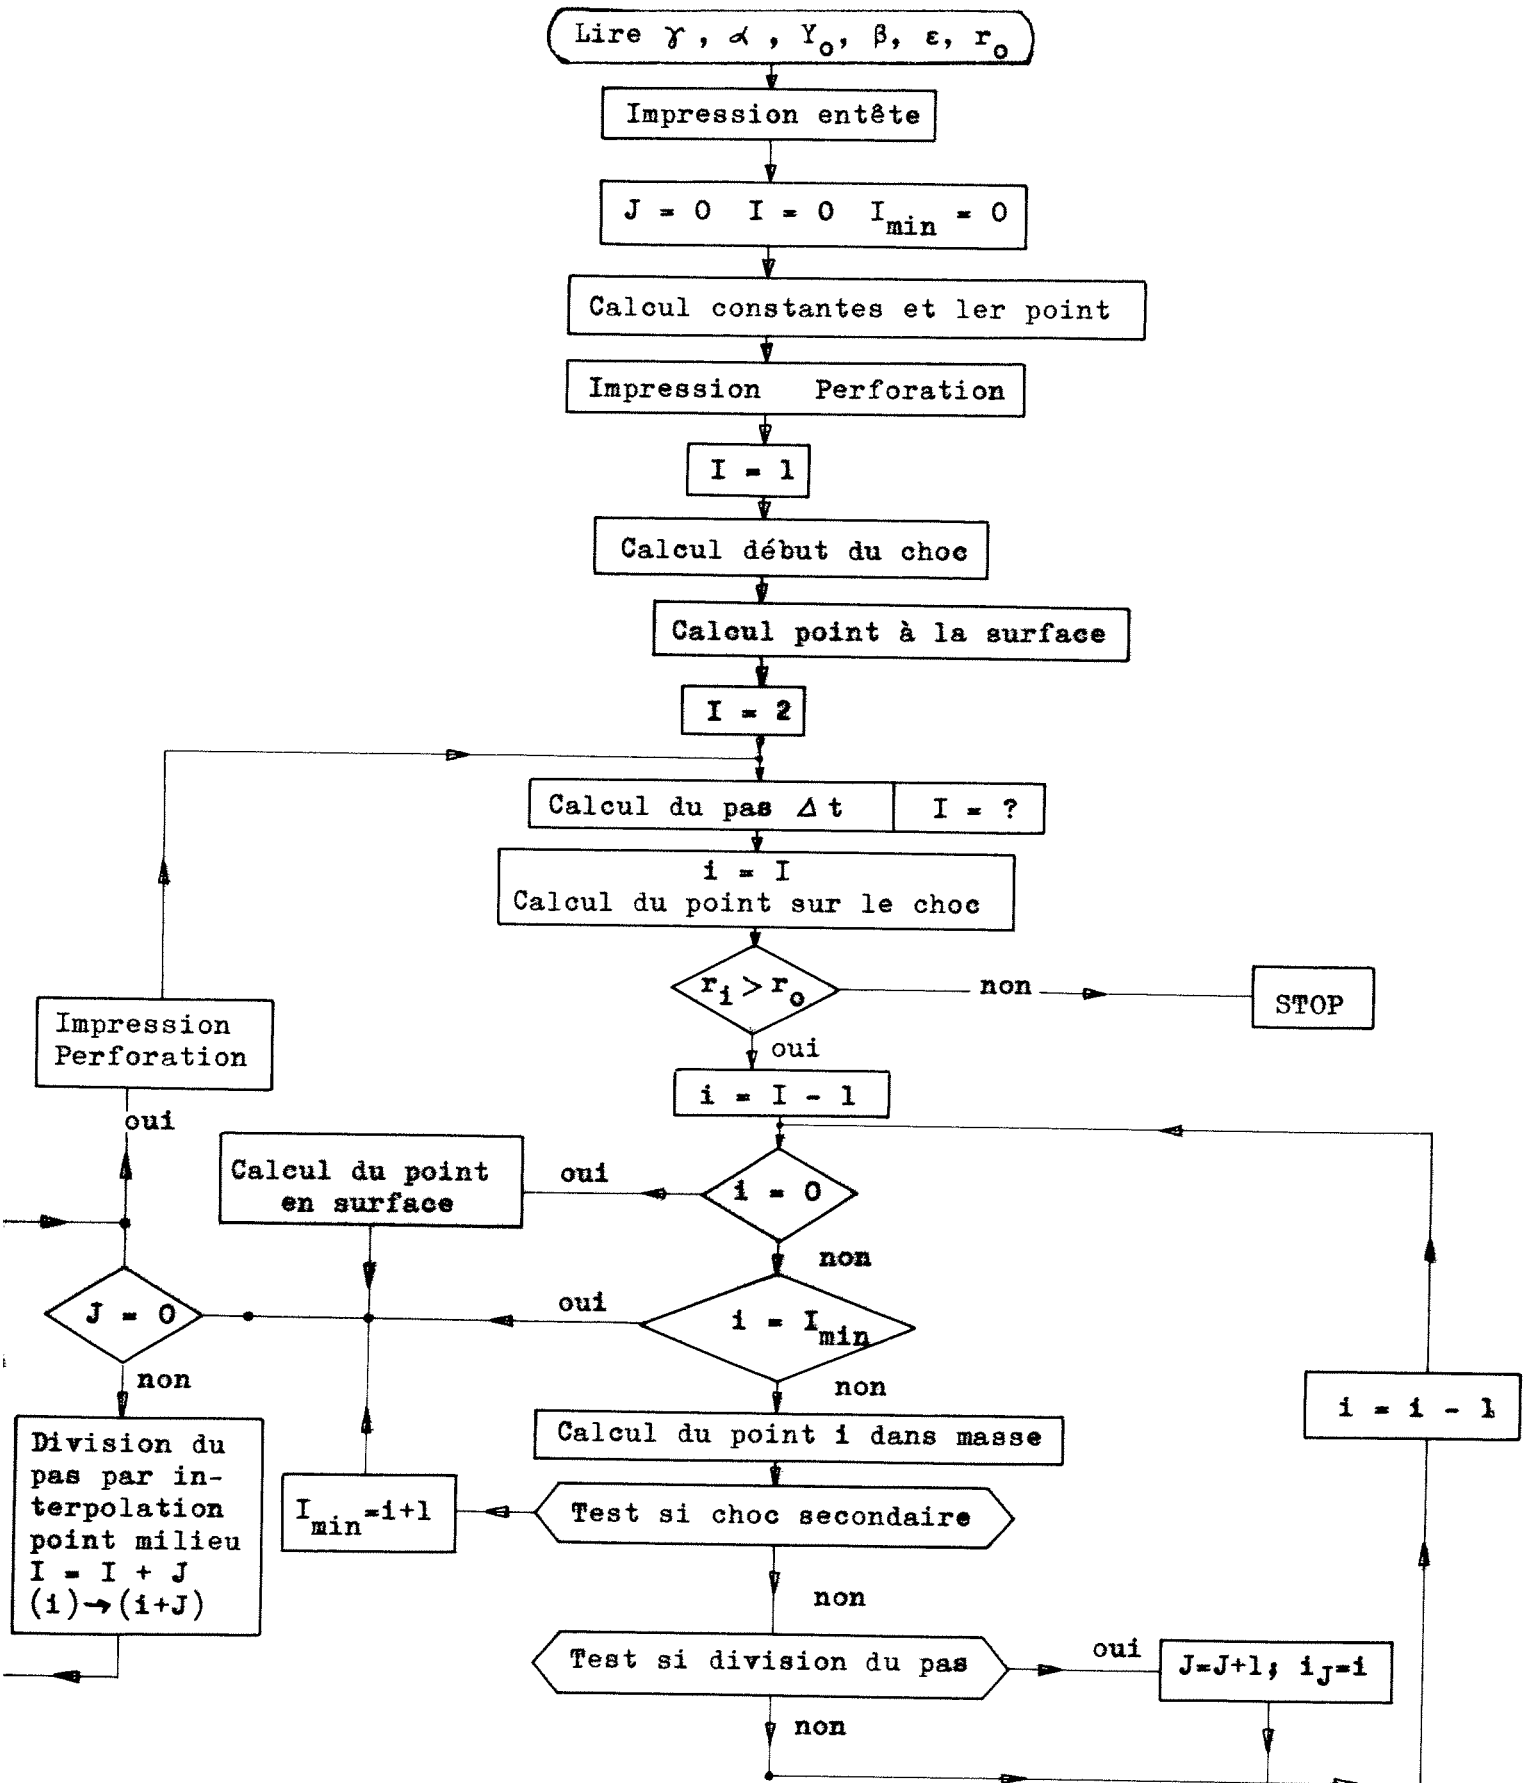 Lire γ, α, Yo, β, ε, ro
Impression entête
J = 0 I = 0 Imin = 0
Calcul constantes et 1er point
Impression Perforation
I = 1
Calcul début du choc
Calcul point à la surface
I = 2
Calcul du pas Δt I = ?
i = I
Calcul du point sur le choc
ri > ro
non
STOP
oui
i = I - 1
Impression
Perforation
oui
Calcul du point
en surface
oui
i = 0
non
J = 0
oui
i = Imin
non
non
i = i - 1
Calcul du point i dans masse
Division du
pas par in-
terpolation
point milieu
I = I + J
(i)→(i+J)
Imin=i+1
Test si choc secondaire
non
Test si division du pas
oui
J=J+1; iJ=i
non